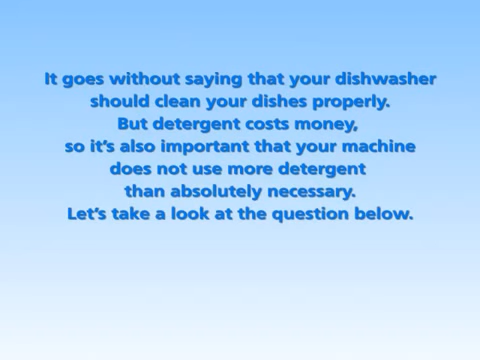 It goes without saying that your dishwasher
should clean your dishes properly.
But detergent costs money,
so it's also important that your machine
does not use more detergent
than absolutely necessary.
Let's take a look at the question below.